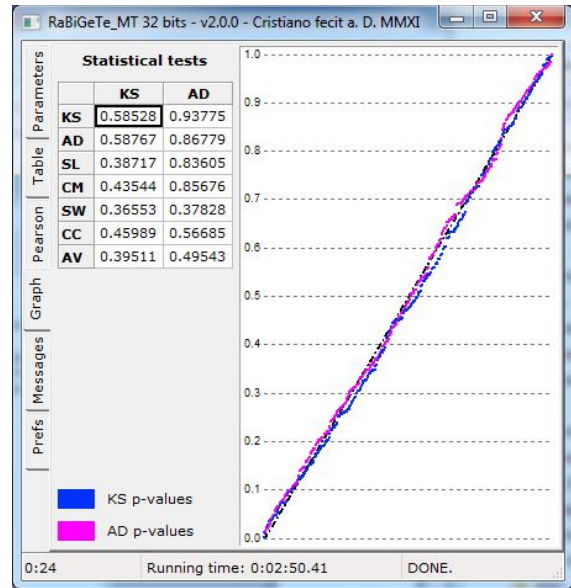 RaBiGeTe_MT 32 bits - v2.0.0 - Cristiano fecit a. D. MMXI
Parameters
Table
Pearson
Graph
Messages
Prefs
Statistical tests
KS AD
KS 0.58528 0.93775
AD 0.58767 0.86779
SL 0.38717 0.83605
CM 0.43544 0.85676
SW 0.36553 0.37828
CC 0.45989 0.56685
AV 0.39511 0.49543
KS p-values
AD p-values
1.0
0.9
0.8
0.7
0.6
0.5
0.4
0.3
0.2
0.1
0.0
0:24 Running time: 0:02:50.41 DONE.